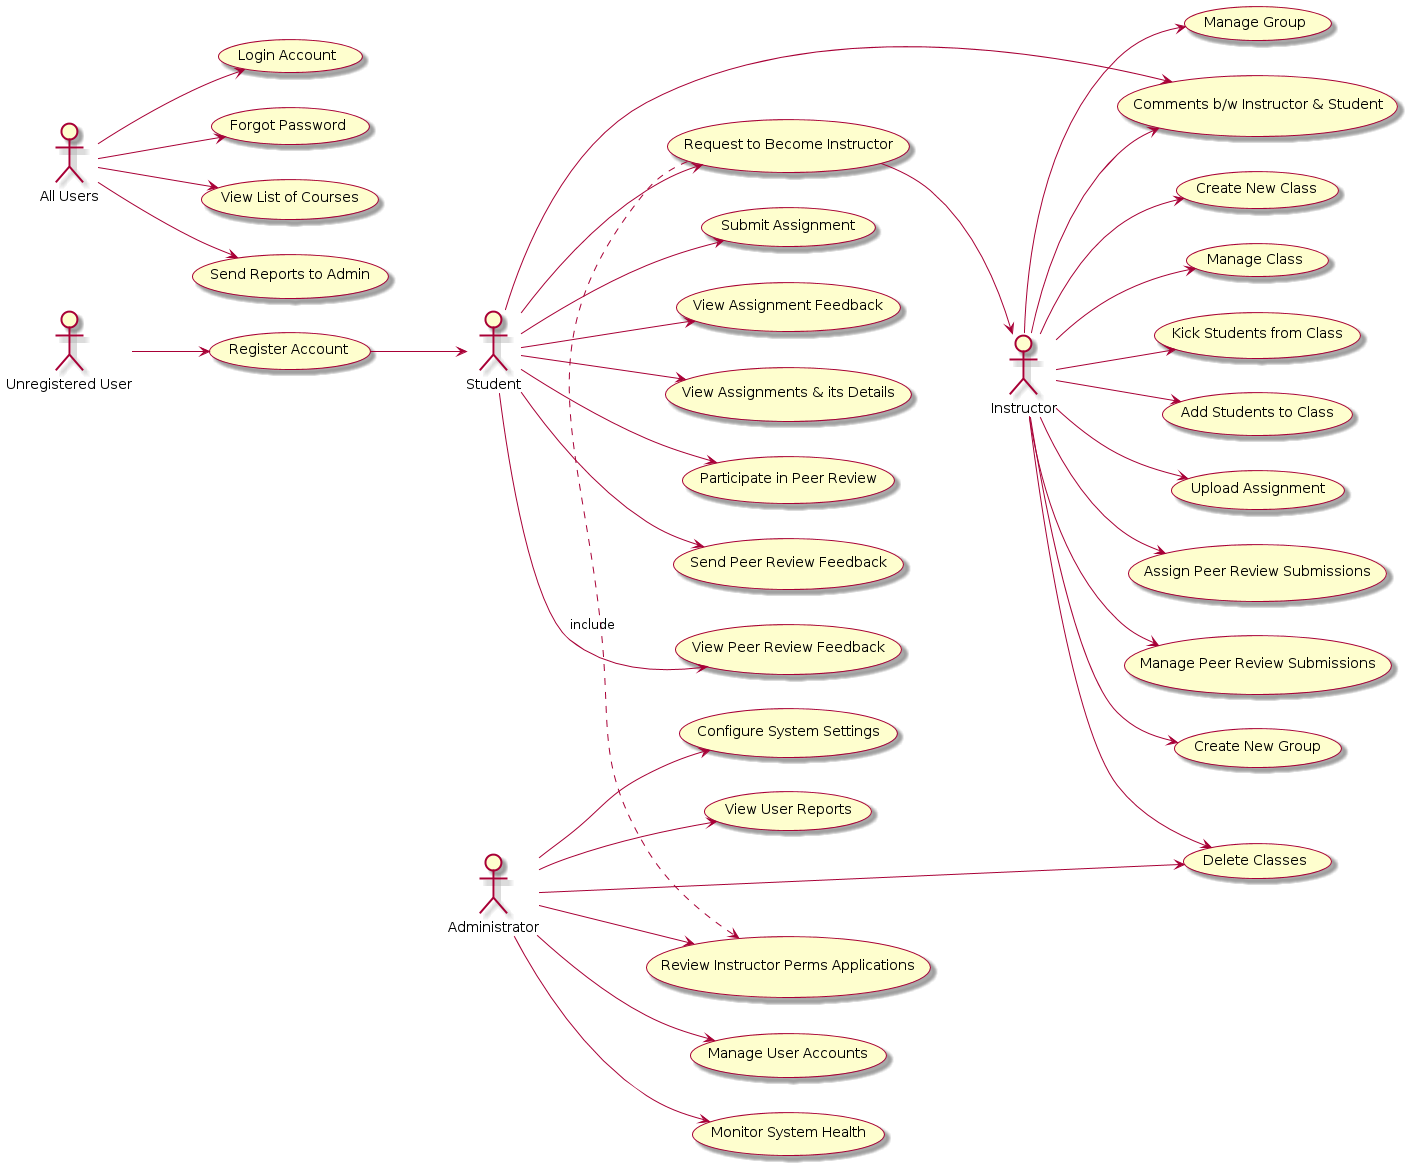 Login Account
Forgot Password
All Users
View List of Courses
Send Reports to Admin
Unregistered User
Register Account
Student
Request to Become Instructor
Submit Assignment
View Assignment Feedback
View Assignments & its Details
Participate in Peer Review
Send Peer Review Feedback
include
View Peer Review Feedback
Configure System Settings
View User Reports
Administrator
Review Instructor Perms Applications
Manage User Accounts
Monitor System Health
Instructor
Manage Group
Comments b/w Instructor & Student
Create New Class
Manage Class
Kick Students from Class
Add Students to Class
Upload Assignment
Assign Peer Review Submissions
Manage Peer Review Submissions
Create New Group
Delete Classes